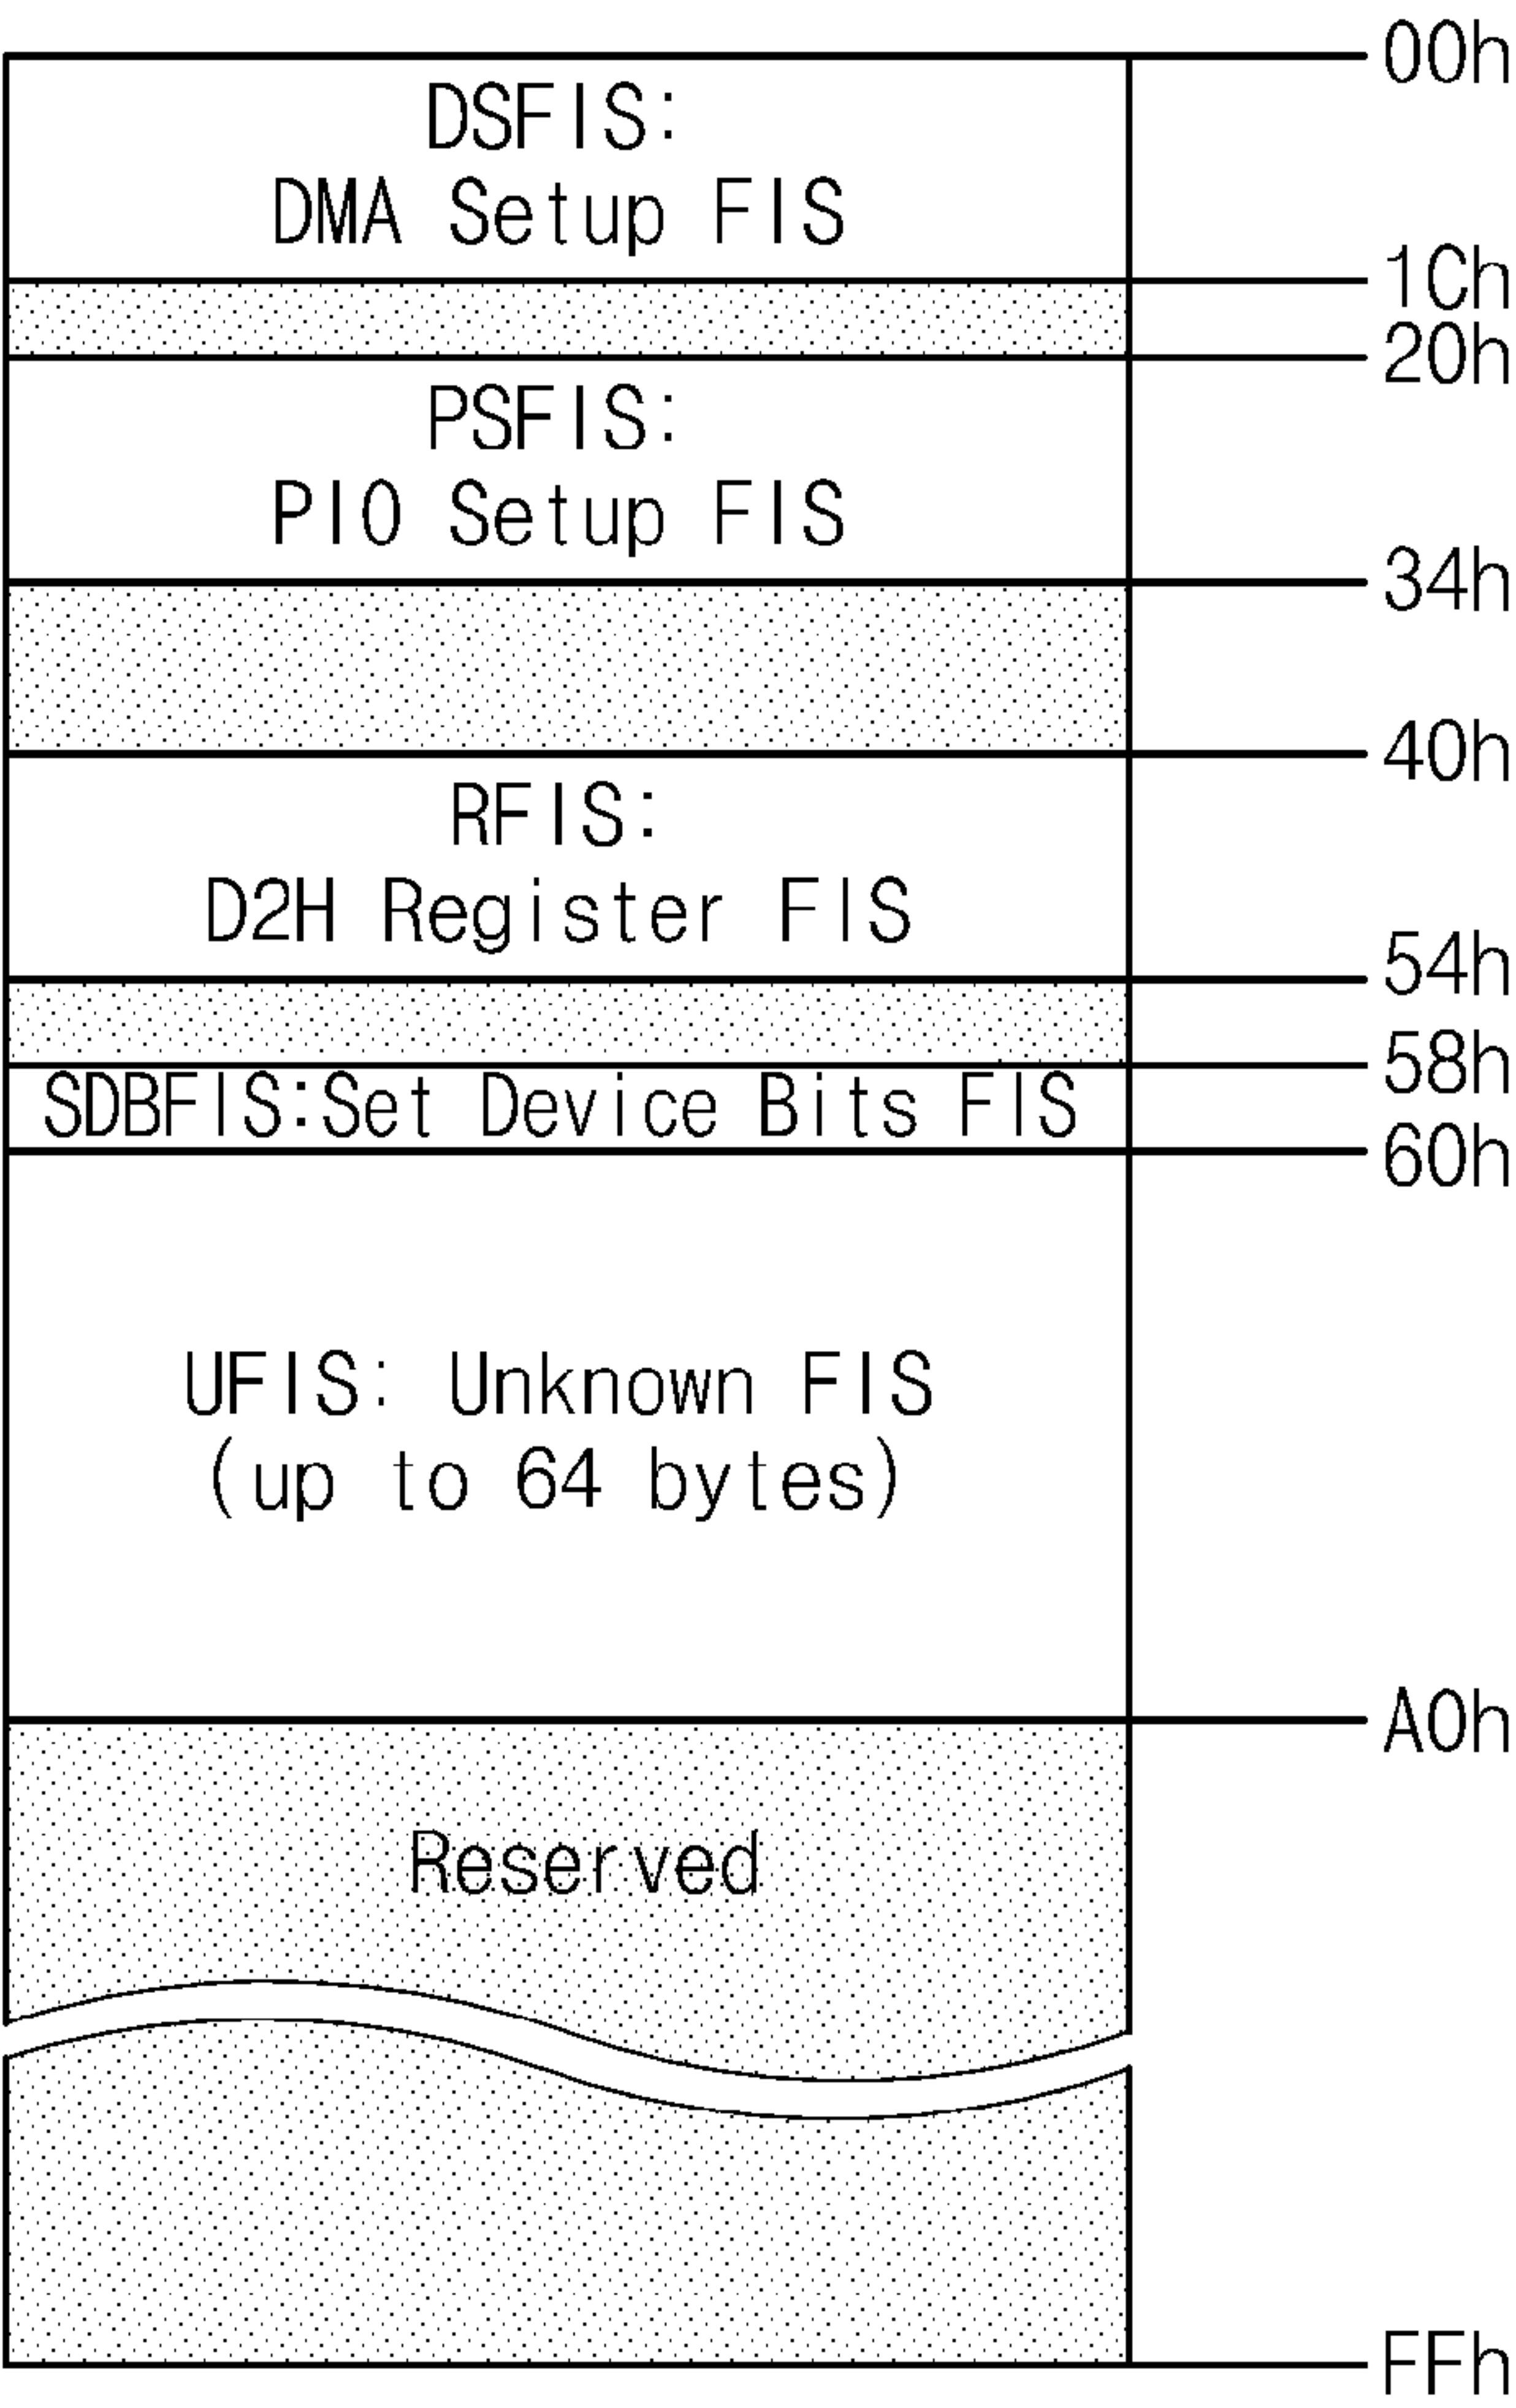 00h
DSFIS:
DMA Setup FIS
1Ch
20h
PSFIS:
PIO Setup FIS
34h
40h
RFIS:
D2H Register FIS
54h
58h
SDBFIS:Set Device Bits FIS
60h
UFIS: Unknown FIS
(up to 64 bytes)
A0h
Reserved
FFh